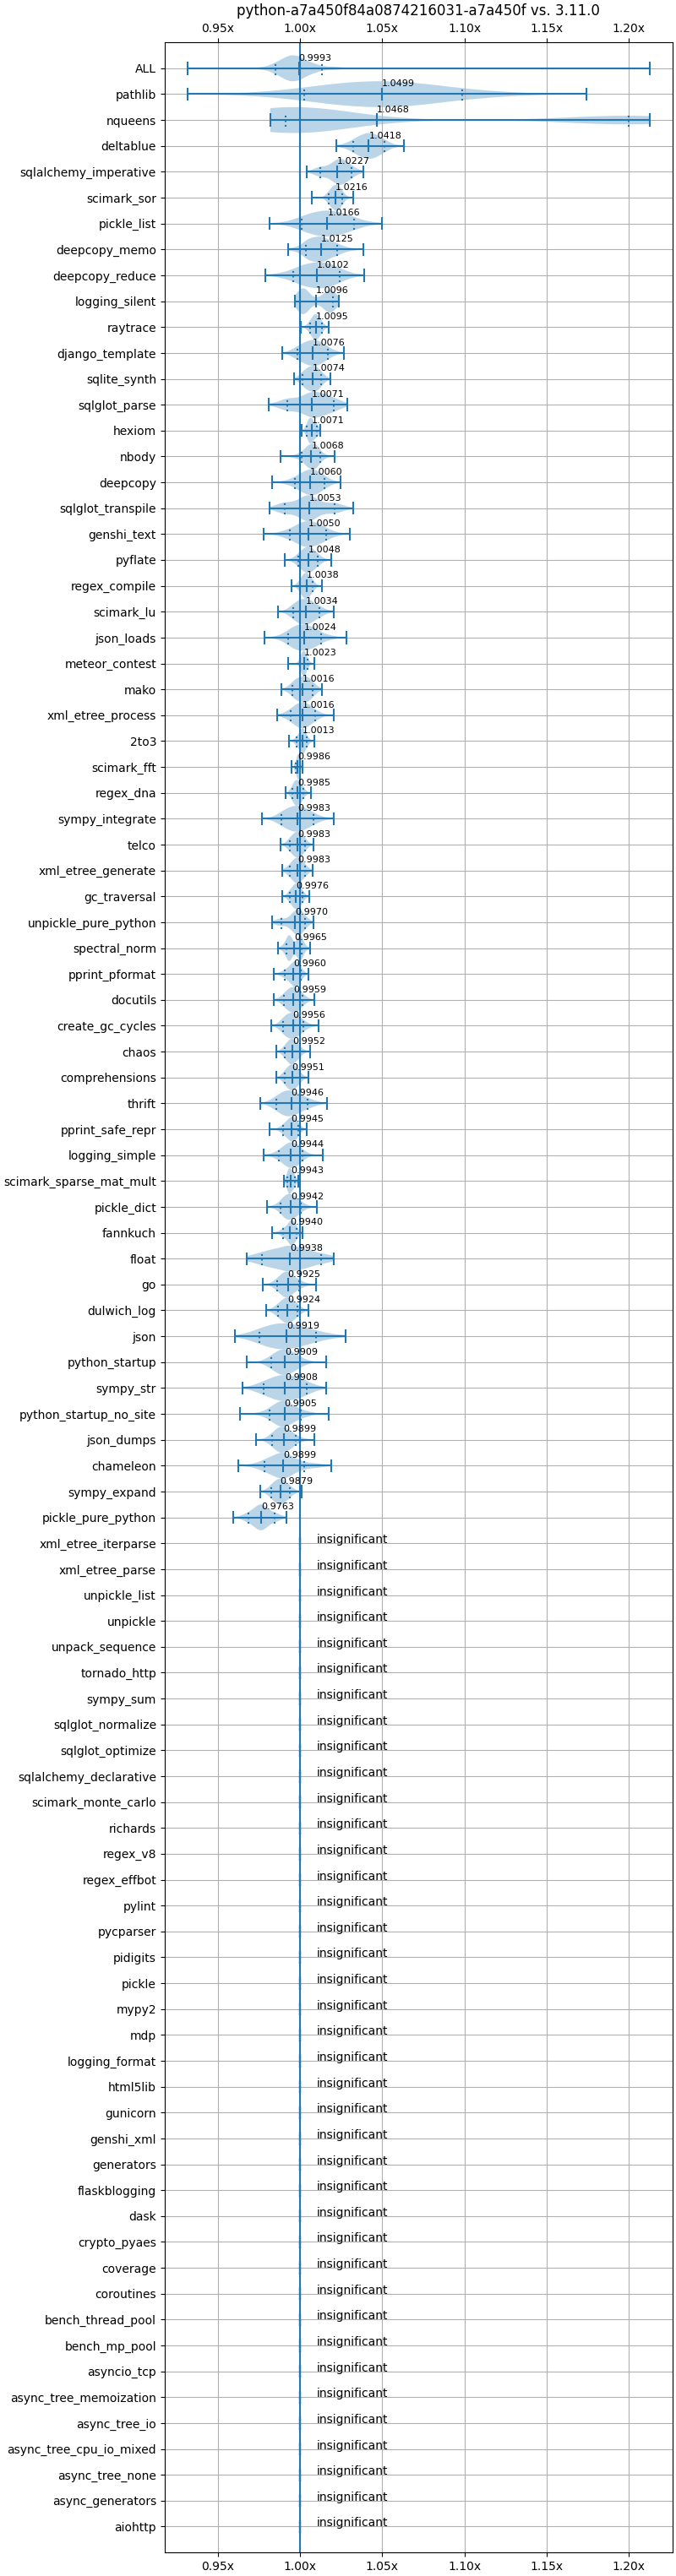 python-a7a450f84a0874216031-a7a450f vs. 3.11.0
0.95x 1.00x 1.05x 1.10x 1.15x 1.20x
ALL 0.9993
pathlib 1.0499
nqueens 1.0468
deltablue 1.0418
sqlalchemy_imperative 1.0227
scimark_sor 1.0216
pickle_list 1.0166
deepcopy_memo 1.0125
deepcopy_reduce 1.0102
logging_silent 1.0096
raytrace 1.0095
django_template 1.0076
sqlite_synth 1.0074
sqlglot_parse 1.0071
hexiom 1.0071
nbody 1.0068
deepcopy 1.0060
sqlglot_transpile 1.0053
genshi_text 1.0050
pyflate 1.0048
regex_compile 1.0038
scimark_lu 1.0034
json_loads 1.0024
meteor_contest 1.0023
mako 1.0016
xml_etree_process 1.0016
2to3 1.0013
scimark_fft 0.9986
regex_dna 0.9985
sympy_integrate 0.9983
telco 0.9983
xml_etree_generate 0.9983
gc_traversal 0.9976
unpickle_pure_python 0.9970
spectral_norm 0.9965
pprint_pformat 0.9960
docutils 0.9959
create_gc_cycles 0.9956
chaos 0.9952
comprehensions 0.9951
thrift 0.9946
pprint_safe_repr 0.9945
logging_simple 0.9944
scimark_sparse_mat_mult 0.9943
pickle_dict 0.9942
fannkuch 0.9940
float 0.9938
go 0.9925
dulwich_log 0.9924
json 0.9919
python_startup 0.9909
sympy_str 0.9908
python_startup_no_site 0.9905
json_dumps 0.9899
chameleon 0.9899
sympy_expand 0.9879
pickle_pure_python 0.9763
xml_etree_iterparse insignificant
xml_etree_parse insignificant
unpickle_list insignificant
unpickle insignificant
unpack_sequence insignificant
tornado_http insignificant
sympy_sum insignificant
sqlglot_normalize insignificant
sqlglot_optimize insignificant
sqlalchemy_declarative insignificant
scimark_monte_carlo insignificant
richards insignificant
regex_v8 insignificant
regex_effbot insignificant
pylint insignificant
pycparser insignificant
pidigits insignificant
pickle insignificant
mypy2 insignificant
mdp insignificant
logging_format insignificant
html5lib insignificant
gunicorn insignificant
genshi_xml insignificant
generators insignificant
flaskblogging insignificant
dask insignificant
crypto_pyaes insignificant
coverage insignificant
coroutines insignificant
bench_thread_pool insignificant
bench_mp_pool insignificant
asyncio_tcp insignificant
async_tree_memoization insignificant
async_tree_io insignificant
async_tree_cpu_io_mixed insignificant
async_tree_none insignificant
async_generators insignificant
aiohttp insignificant
0.95x 1.00x 1.05x 1.10x 1.15x 1.20x